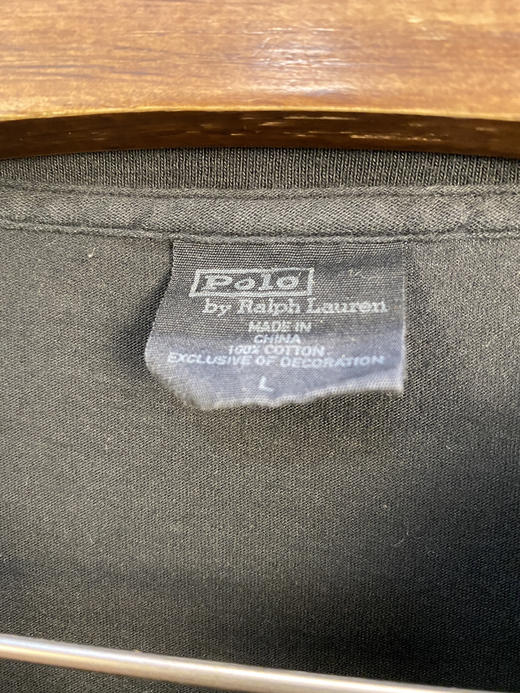 Polo
by Ralph Lauren
MADE IN
CHINA
100% COTTON
EXCLUSIVE OF DECORATION
L